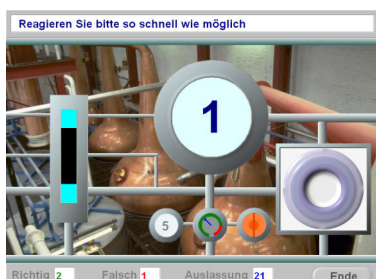 Reagieren Sie bitte so schnell wie möglich
1
5
Richtig 2 Falsch 1 Auslassung 21 Ende